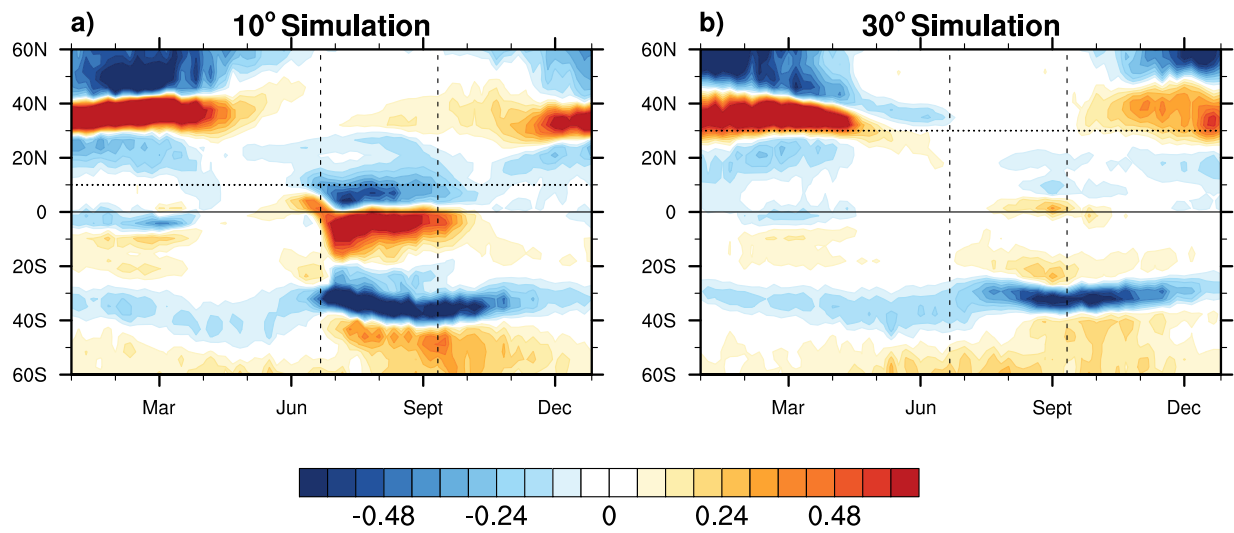 a) 10° Simulation
60N
40N
20N
0
20S
40S
60S
Mar Jun Sept Dec
b) 30° Simulation
60N
40N
20N
0
20S
40S
60S
Mar Jun Sept Dec
-0.48 -0.24 0 0.24 0.48